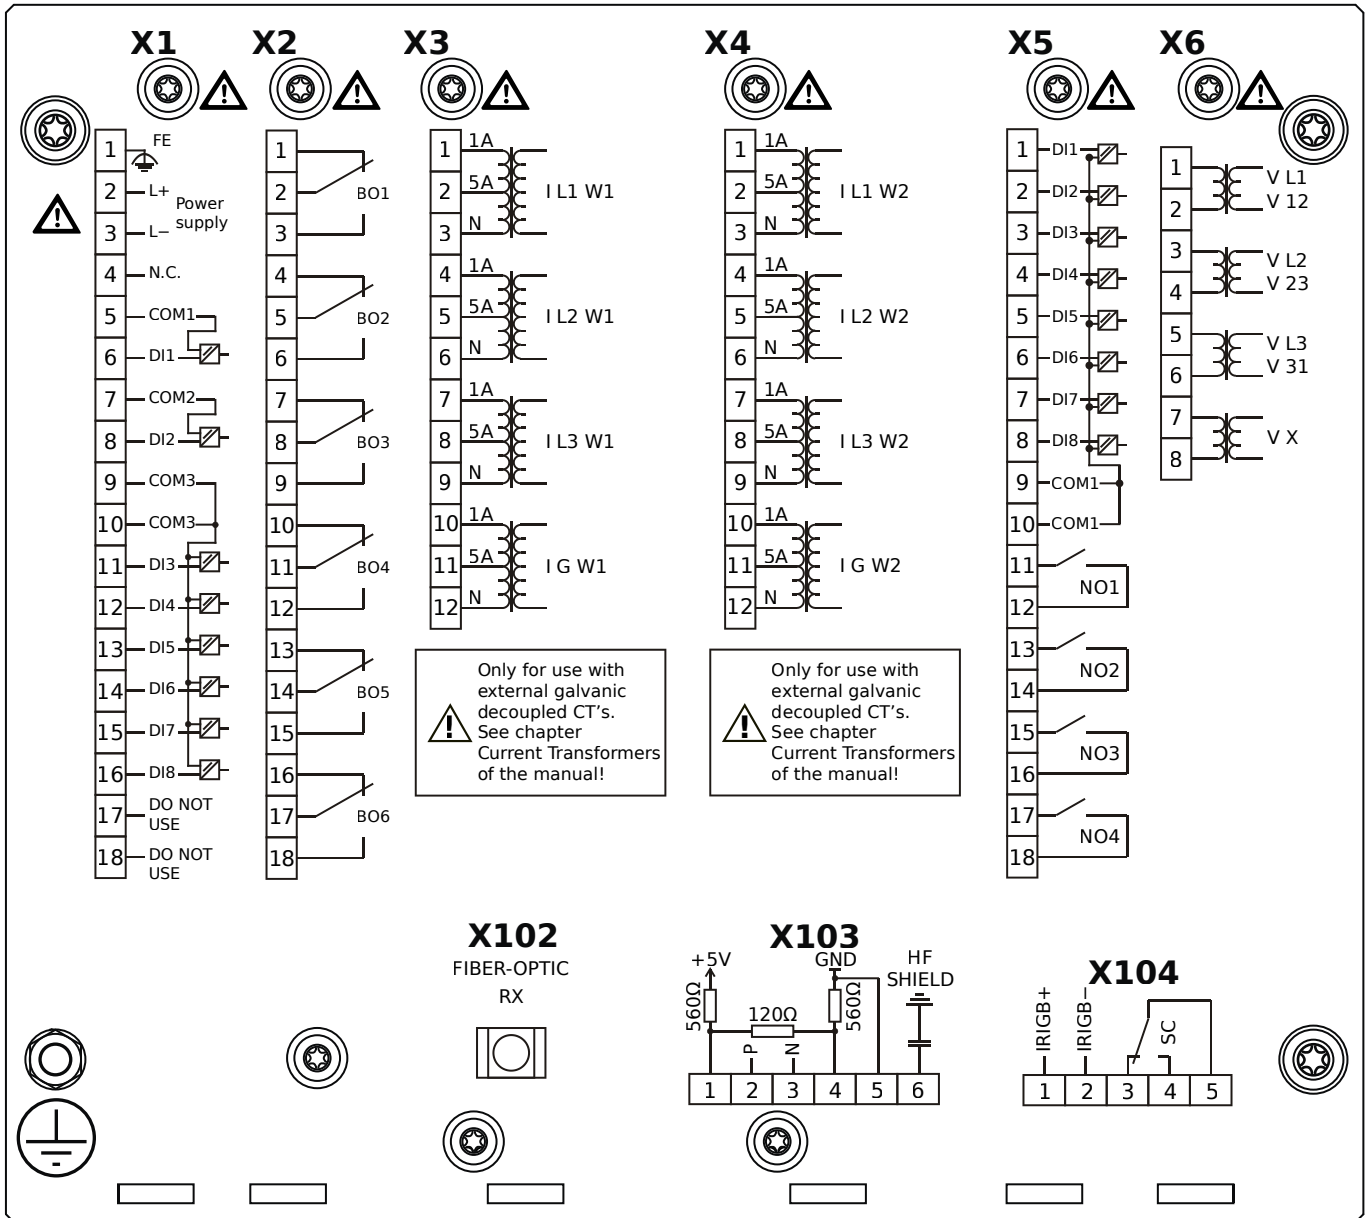 X1 X2 X3 X4 X5 X6
1 FE
2 L+ Power
supply
3 L−
4 N.C.
5 COM1
6 DI1
7 COM2
8 DI2
9 COM3
10 COM3
11 DI3
12 DI4
13 DI5
14 DI6
15 DI7
16 DI8
17 DO NOT
USE
18 DO NOT
USE
1
2 BO1
3
4
5 BO2
6
7
8 BO3
9
10
11 BO4
12
13
14 BO5
15
16
17 BO6
18
1 1A
2 5A I L1 W1
3 N
4 1A
5 5A I L2 W1
6 N
7 1A
8 5A I L3 W1
9 N
10 1A
11 5A I G W1
12 N
Only for use with
external galvanic
decoupled CT's.
See chapter
Current Transformers
of the manual!
1 1A
2 5A I L1 W2
3 N
4 1A
5 5A I L2 W2
6 N
7 1A
8 5A I L3 W2
9 N
10 1A
11 5A I G W2
12 N
Only for use with
external galvanic
decoupled CT's.
See chapter
Current Transformers
of the manual!
1 DI1
2 DI2
3 DI3
4 DI4
5 DI5
6 DI6
7 DI7
8 DI8
9 COM1
10 COM1
11
NO1
12
13
NO2
14
15
NO3
16
17
NO4
18
1 V L1
2 V 12
3 V L2
4 V 23
5 V L3
6 V 31
7
V X
8
X102
FIBER-OPTIC
RX
X103
+5V GND HF
SHIELD
560Ω 120Ω 560Ω
P N
1 2 3 4 5 6
X104
IRIGB+ IRIGB− SC
1 2 3 4 5